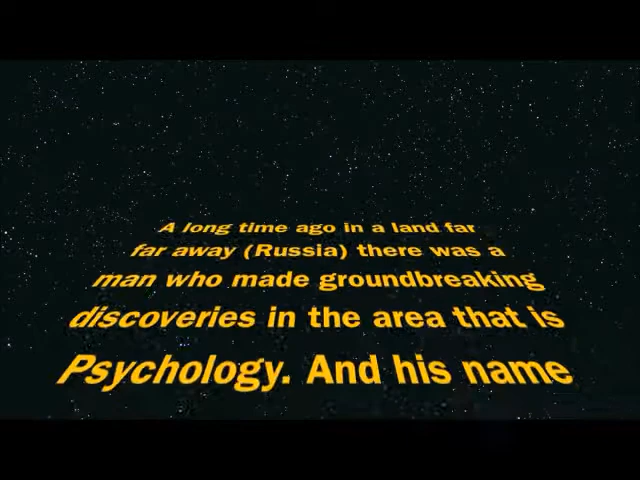 A long time ago in a land far
far away (Russia) there was a
man who made groundbreaking
discoveries in the area that is
Psychology. And his name